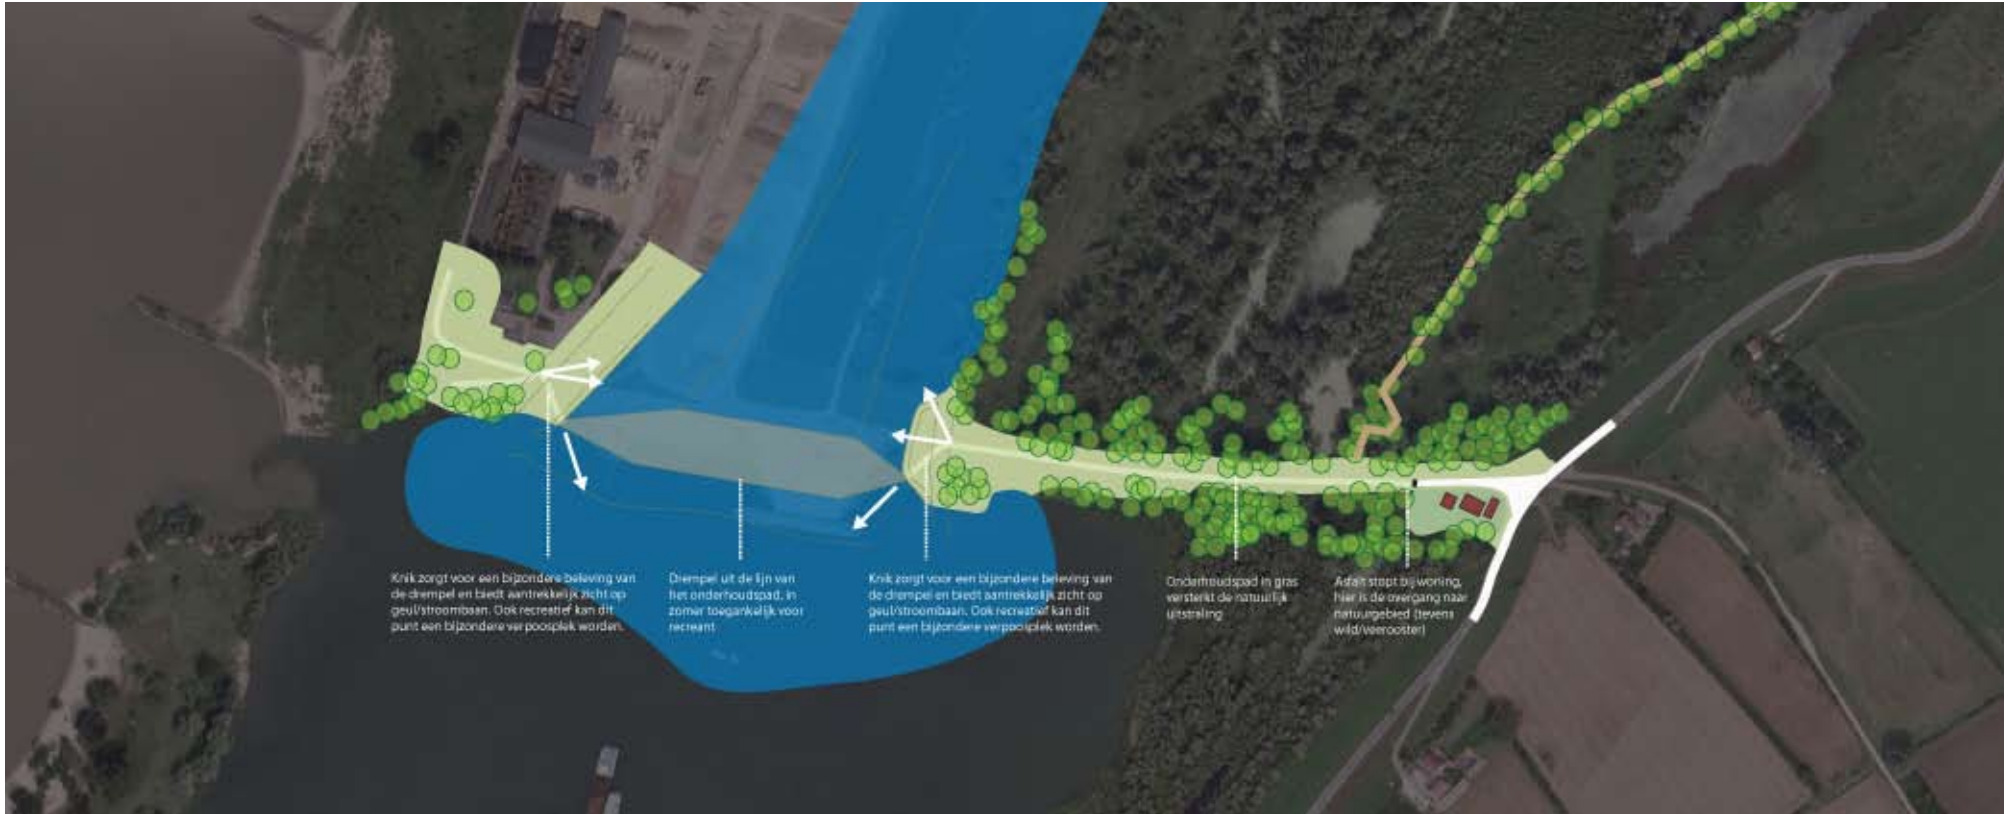 Knik zorgt voor een bijzondere beleving van
de drempel en biedt aantrekkelijk zicht op
geul/stroombaan. Ook recreatief kan dit
punt een bijzondere verpoosplek worden.
Drempel uit de lijn van
het onderhoudspad, in
zomer toegankelijk voor
recreant
Knik zorgt voor een bijzondere beleving van
de drempel en biedt aantrekkelijk zicht op
geul/stroombaan. Ook recreatief kan dit
punt een bijzondere verpoosplek worden.
Onderhoudspad in gras
versterkt de natuurlijk
uitstraling
Asfalt stopt bij woning,
hier is de overgang naar
natuurgebied (tevens
wild/veerooster)